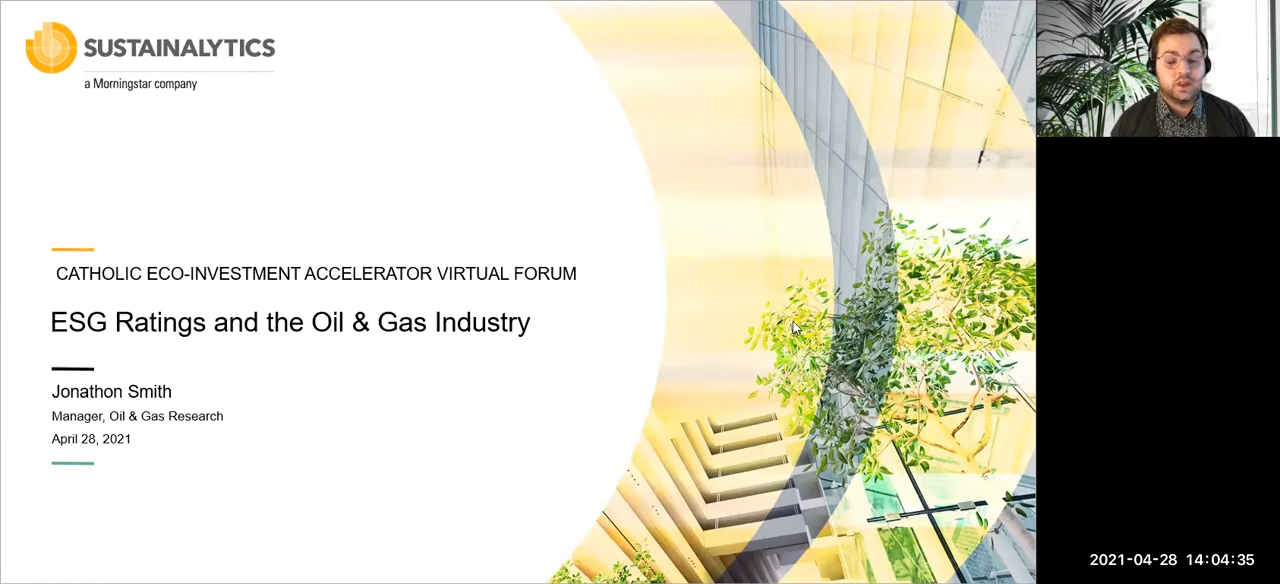 SUSTAINALYTICS
a Morningstar company
CATHOLIC ECO-INVESTMENT ACCELERATOR VIRTUAL FORUM
ESG Ratings and the Oil & Gas Industry
Jonathon Smith
Manager, Oil & Gas Research
April 28, 2021
2021-04-28 14:04:35